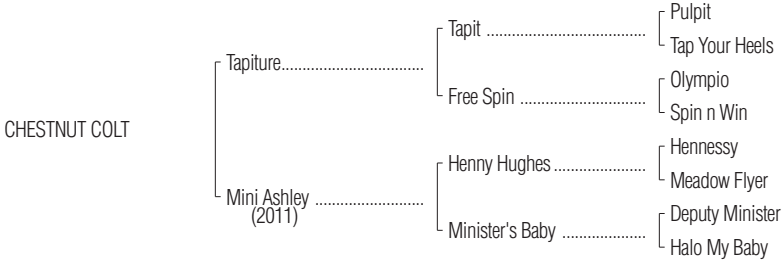 Pulpit
Tapit ....................................
Tap Your Heels
Tapiture................................
Olympio
Free Spin ............................
Spin n Win
CHESTNUT COLT
Hennessy
Henny Hughes ....................
Meadow Flyer
Mini Ashley ........................
(2011)
Deputy Minister
Minister's Baby ..................
Halo My Baby